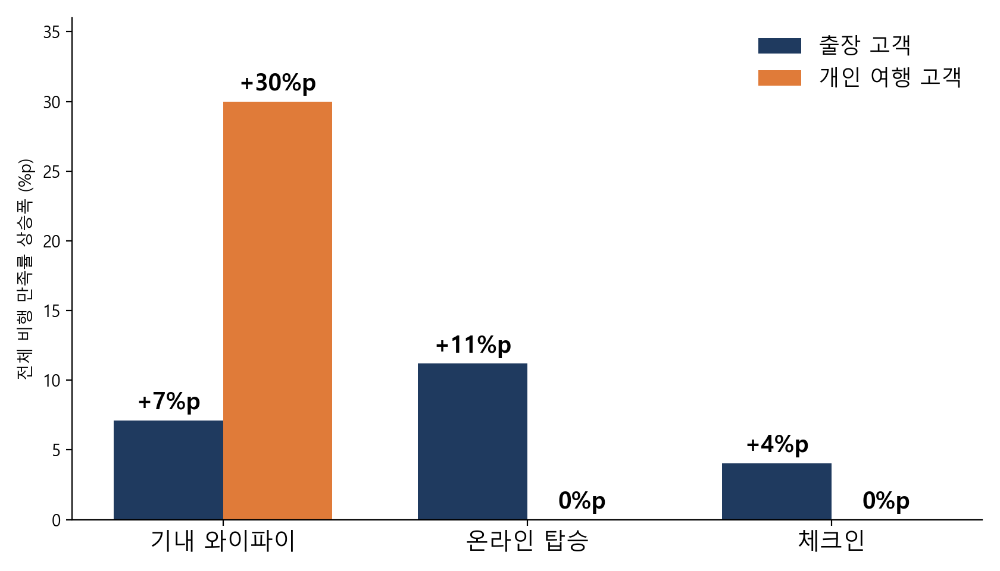 출장 고객
개인 여행 고객
전체 비행 만족률 상승폭 (%p)
35
30
25
20
15
10
5
0
+7%p
+30%p
+11%p
0%p
+4%p
0%p
기내 와이파이
온라인 탑승
체크인